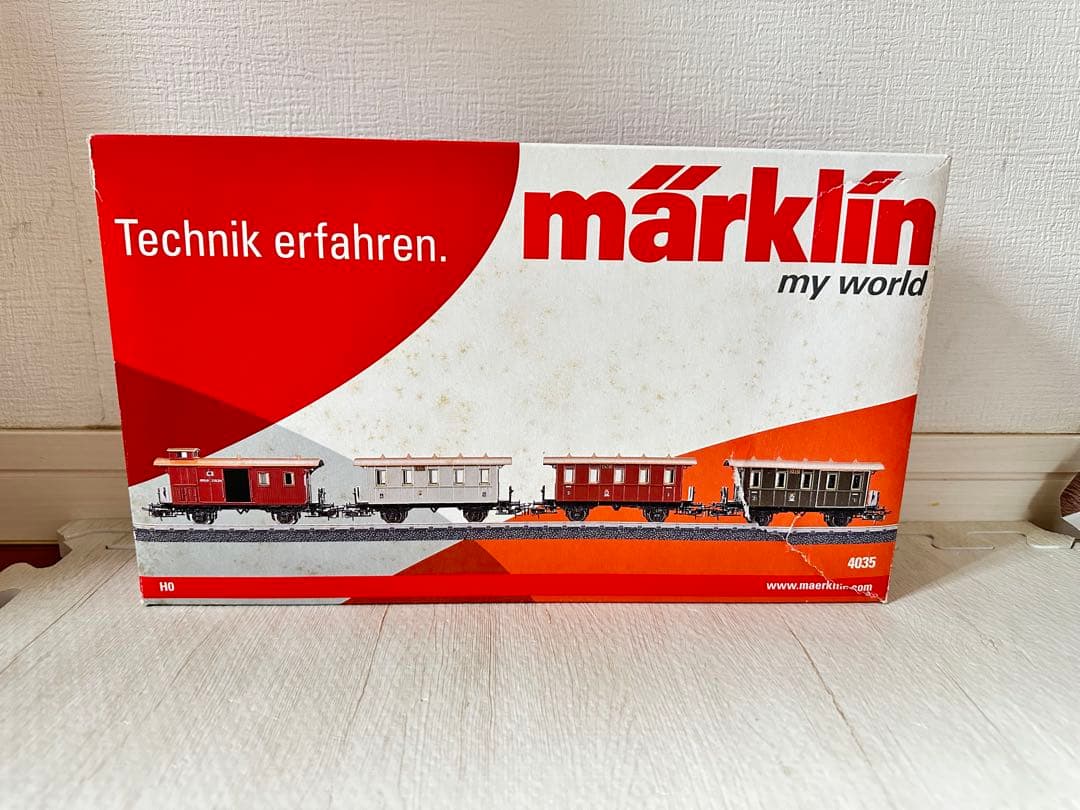 Technik erfahren.
märklin
my world
4035
H0
www.maerklin.com